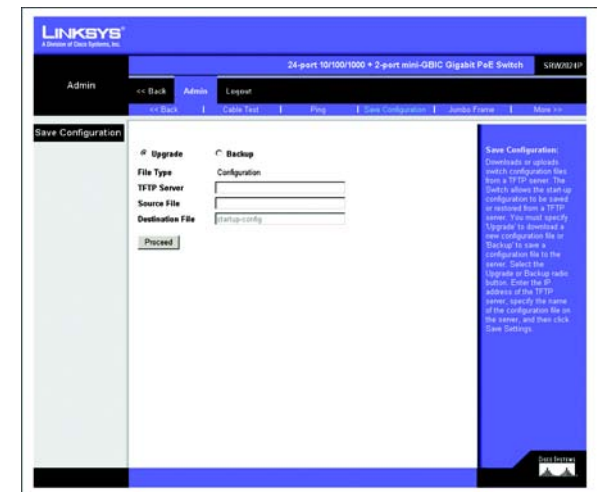 LINKSYS®
A Division of Cisco Systems, Inc.
24-port 10/100/1000 + 2-port mini-GBIC Gigabit PoE Switch
SRW2024P
Admin
<< Back
Admin
Logout
<< Back | Cable Test | Ping | Save Configuration | Jumbo Frame | More >>
Save Configuration
Upgrade
Backup
File Type
Configuration
TFTP Server
Source File
Destination File
startup-config
Proceed
Save Configuration:
Downloads or uploads
switch configuration files
from a TFTP server. The
Switch allows the start-up
configuration to be saved
or restored from a TFTP
server. You must specify
'Upgrade' to download a
new configuration file or
'Backup' to save a
configuration file to the
server. Select the
Upgrade or Backup radio
button. Enter the IP
address of the TFTP
server, specify the name
of the configuration file on
the server, and then click
Save Settings.
CISCO SYSTEMS